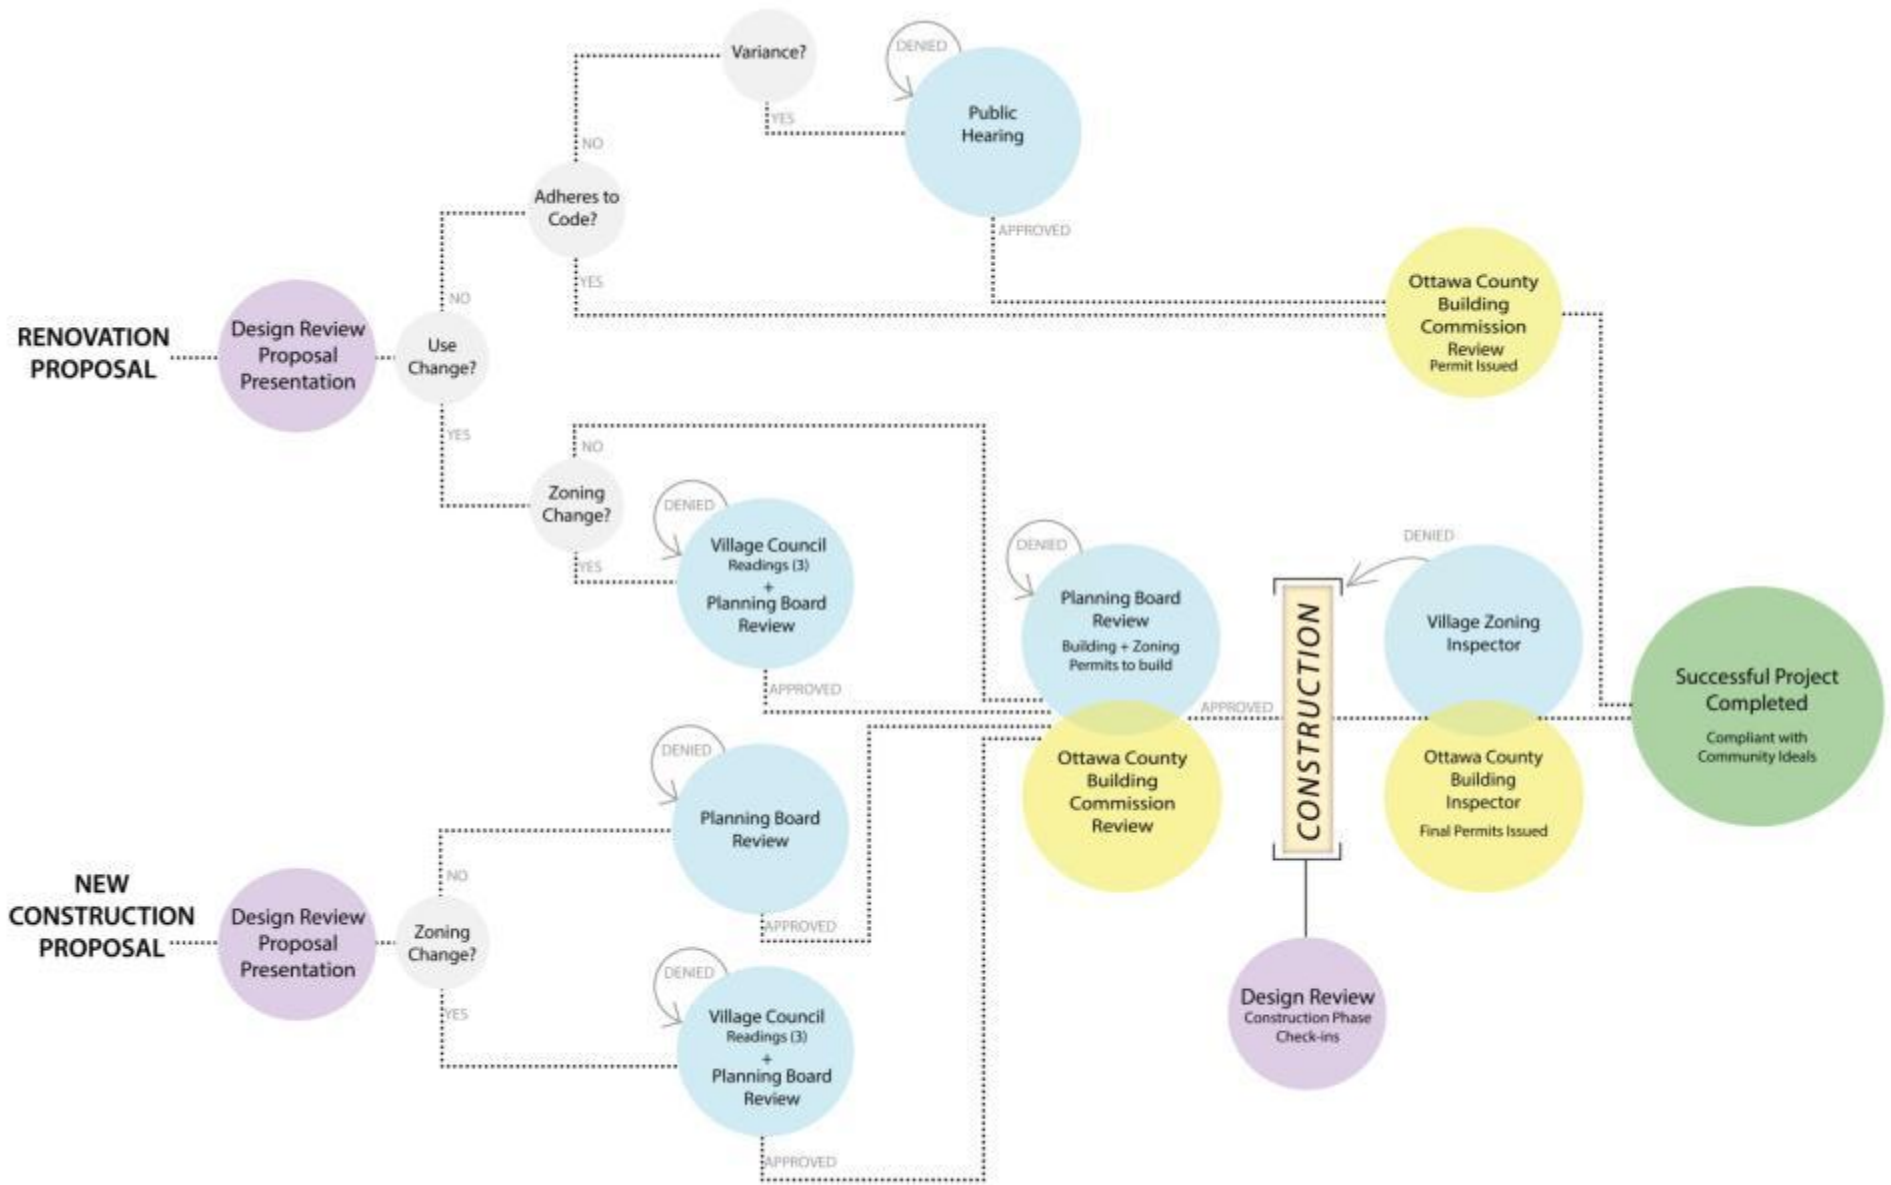 Variance?
DENIED
Public
Hearing
YES
NO
Adheres to
Code?
APPROVED
YES
Ottawa County
Building
Commission
Review
Permit Issued
NO
RENOVATION
PROPOSAL
Design Review
Proposal
Presentation
Use
Change?
YES
NO
Zoning
Change?
YES
DENIED
Village Council
Readings (3)
+
Planning Board
Review
APPROVED
DENIED
Planning Board
Review
Building + Zoning
Permits to build
Ottawa County
Building
Commission
Review
APPROVED
CONSTRUCTION
DENIED
Village Zoning
Inspector
Ottawa County
Building
Inspector
Final Permits Issued
Successful Project
Completed
Compliant with
Community Ideals
DENIED
Planning Board
Review
APPROVED
NO
NEW
CONSTRUCTION
PROPOSAL
Design Review
Proposal
Presentation
Zoning
Change?
YES
DENIED
Village Council
Readings (3)
+
Planning Board
Review
APPROVED
Design Review
Construction Phase
Check-ins